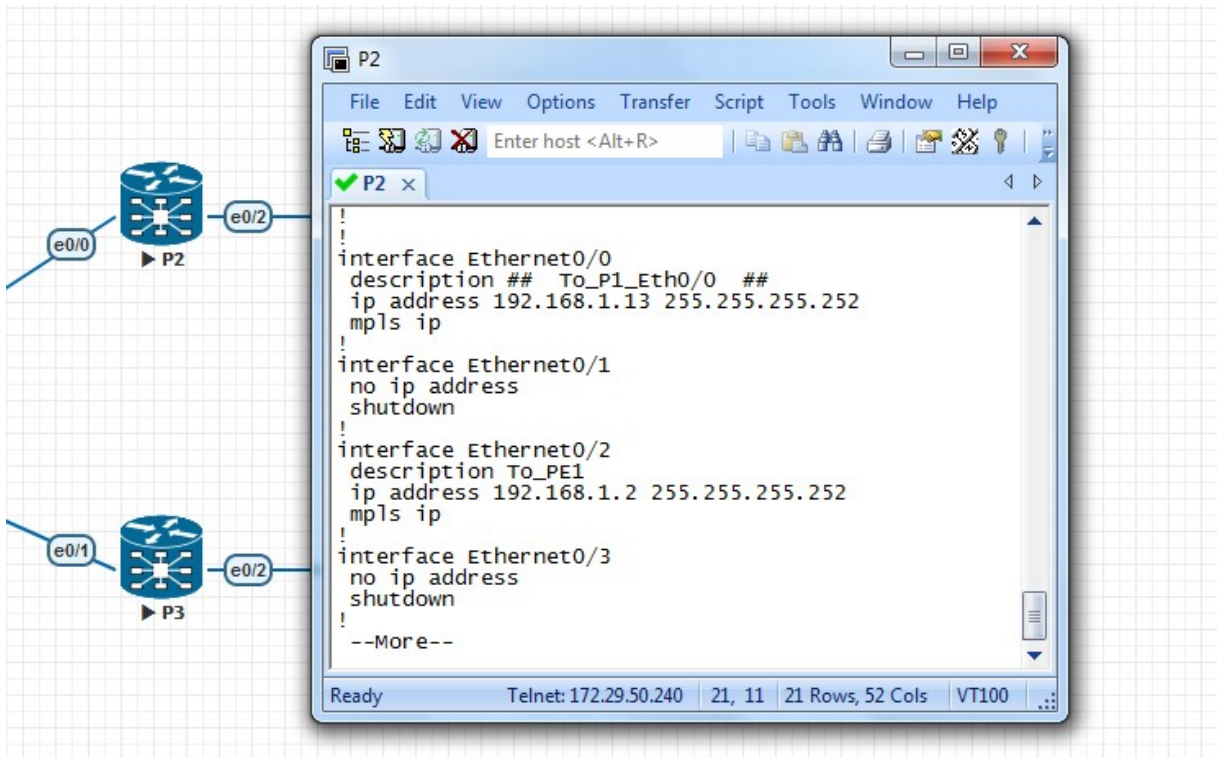 P2
File Edit View Options Transfer Script Tools Window Help
Enter host <Alt+R>
P2
!
!
interface Ethernet0/0
description ## To_P1_Eth0/0 ##
ip address 192.168.1.13 255.255.255.252
mpls ip
!
interface Ethernet0/1
no ip address
shutdown
!
interface Ethernet0/2
description To_PE1
ip address 192.168.1.2 255.255.255.252
mpls ip
!
interface Ethernet0/3
no ip address
shutdown
!
--More--
Ready Telnet: 172.29.50.240 21, 11 21 Rows, 52 Cols VT100
e0/0
e0/2
P2
e0/1
e0/2
P3